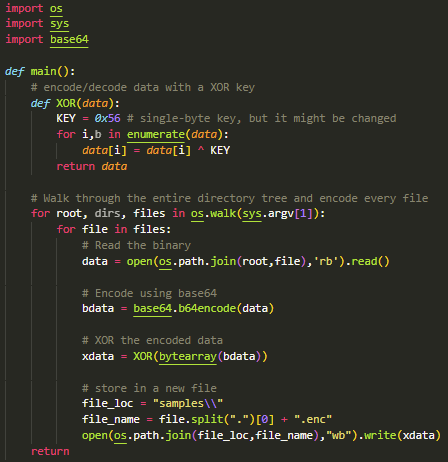 import os
import sys
import base64

def main():
    # encode/decode data with a XOR key
    def XOR(data):
        KEY = 0x56 # single-byte key, but it might be changed
        for i,b in enumerate(data):
            data[i] = data[i] ^ KEY
        return data

    # Walk through the entire directory tree and encode every file
    for root, dirs, files in os.walk(sys.argv[1]):
        for file in files:
            # Read the binary
            data = open(os.path.join(root,file),'rb').read()

            # Encode using base64
            bdata = base64.b64encode(data)

            # XOR the encoded data
            xdata = XOR(bytearray(bdata))

            # store in a new file
            file_loc = "samples\\"
            file_name = file.split(".")[0] + ".enc"
            open(os.path.join(file_loc,file_name),"wb").write(xdata)
    return